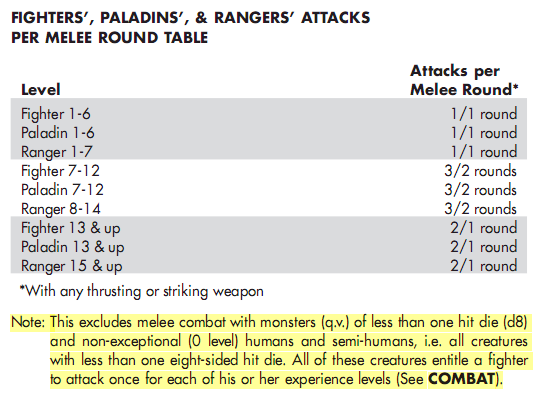 FIGHTERS’, PALADINS’, & RANGERS’ ATTACKS
PER MELEE ROUND TABLE
Attacks per
Level Melee Round*
Fighter 1-6 1/1 round
Paladin 1-6 1/1 round
Ranger 1-7 1/1 round
Fighter 7-12 3/2 rounds
Paladin 7-12 3/2 rounds
Ranger 8-14 3/2 rounds
Fighter 13 & up 2/1 round
Paladin 13 & up 2/1 round
Ranger 15 & up 2/1 round
*With any thrusting or striking weapon
Note: This excludes melee combat with monsters (q.v.) of less than one hit die (d8)
and non-exceptional (0 level) humans and semi-humans, i.e. all creatures
with less than one eight-sided hit die. All of these creatures entitle a fighter
to attack once for each of his or her experience levels (See COMBAT).